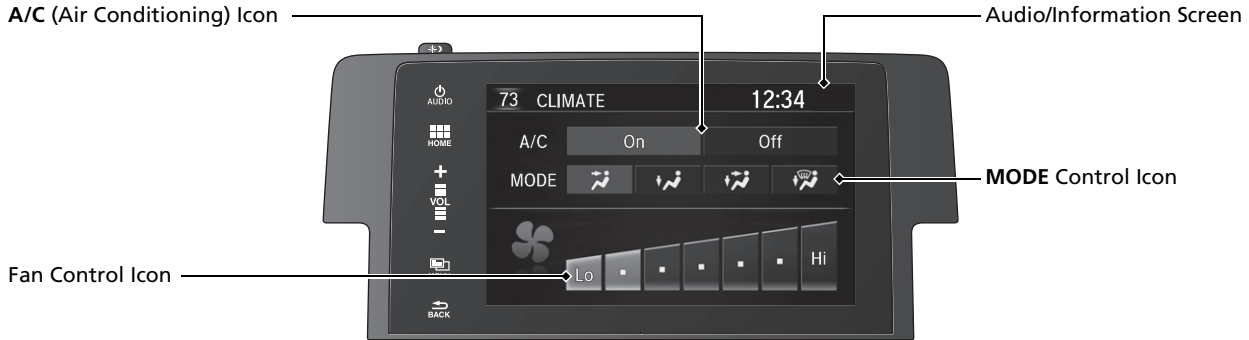 A/C (Air Conditioning) Icon
Audio/Information Screen
AUDIO
73 CLIMATE 12:34
HOME
A/C On Off
MODE
MODE Control Icon
+
VOL
-
Fan Control Icon
Lo
Hi
BACK